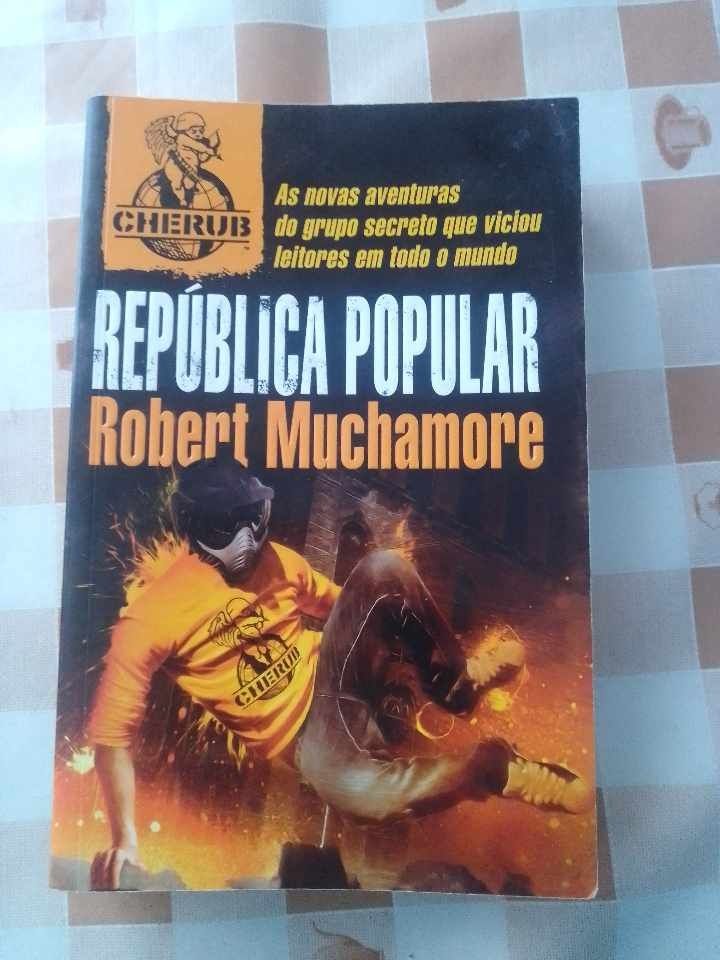 CHERUB
As novas aventuras
do grupo secreto que viciou
leitores em todo o mundo
REPÚBLICA POPULAR
Robert Muchamore
CHERUB